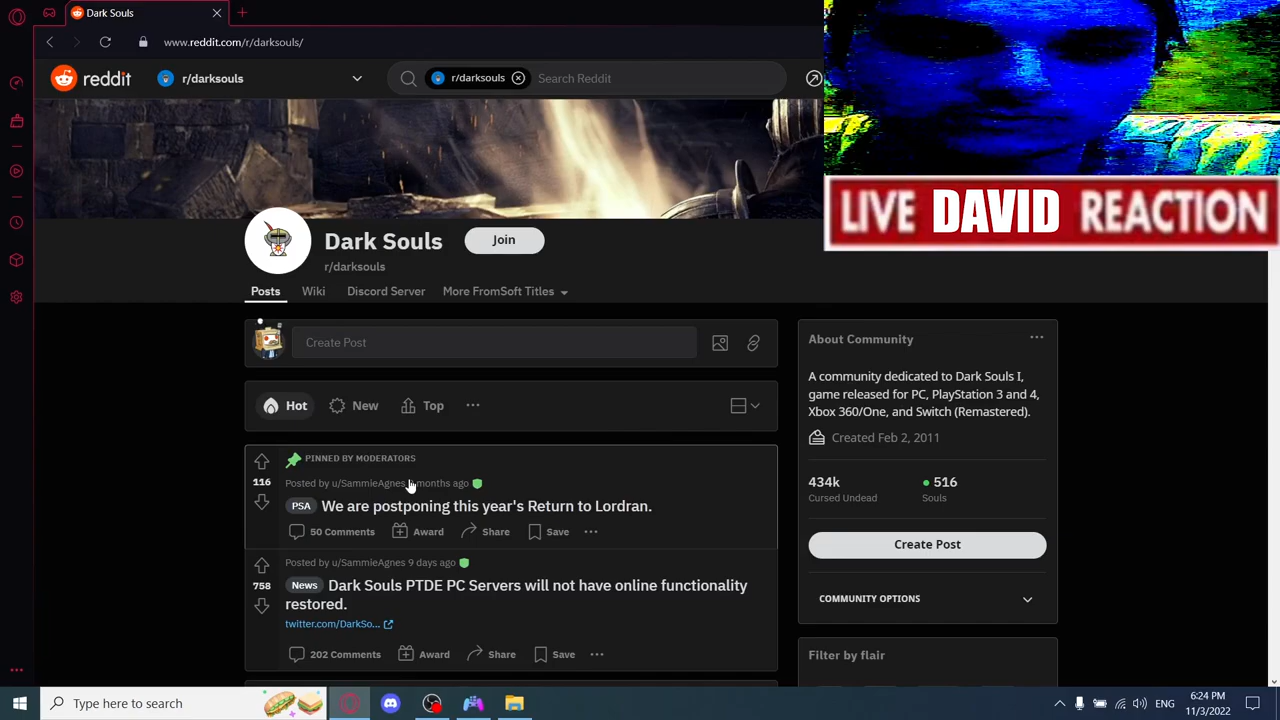 Dark Souls
www.reddit.com/r/darksouls/
reddit
r/darksouls
r/darksouls
Search Reddit
LIVE DAVID REACTION
Dark Souls
Join
r/darksouls
Posts
Wiki
Discord Server
More FromSoft Titles
Create Post
Hot
New
Top
PINNED BY MODERATORS
116
Posted by u/SammieAgnes months ago
PSA We are postponing this year's Return to Lordran.
50 Comments
Award
Share
Save
Posted by u/SammieAgnes 9 days ago
758
News Dark Souls PTDE PC Servers will not have online functionality
restored.
twitter.com/DarkSo...
202 Comments
Award
Share
Save
About Community
A community dedicated to Dark Souls I,
game released for PC, PlayStation 3 and 4,
Xbox 360/One, and Switch (Remastered).
Created Feb 2, 2011
434k
516
Cursed Undead
Souls
Create Post
COMMUNITY OPTIONS
Filter by flair
Type here to search
ENG
6:24 PM
11/3/2022